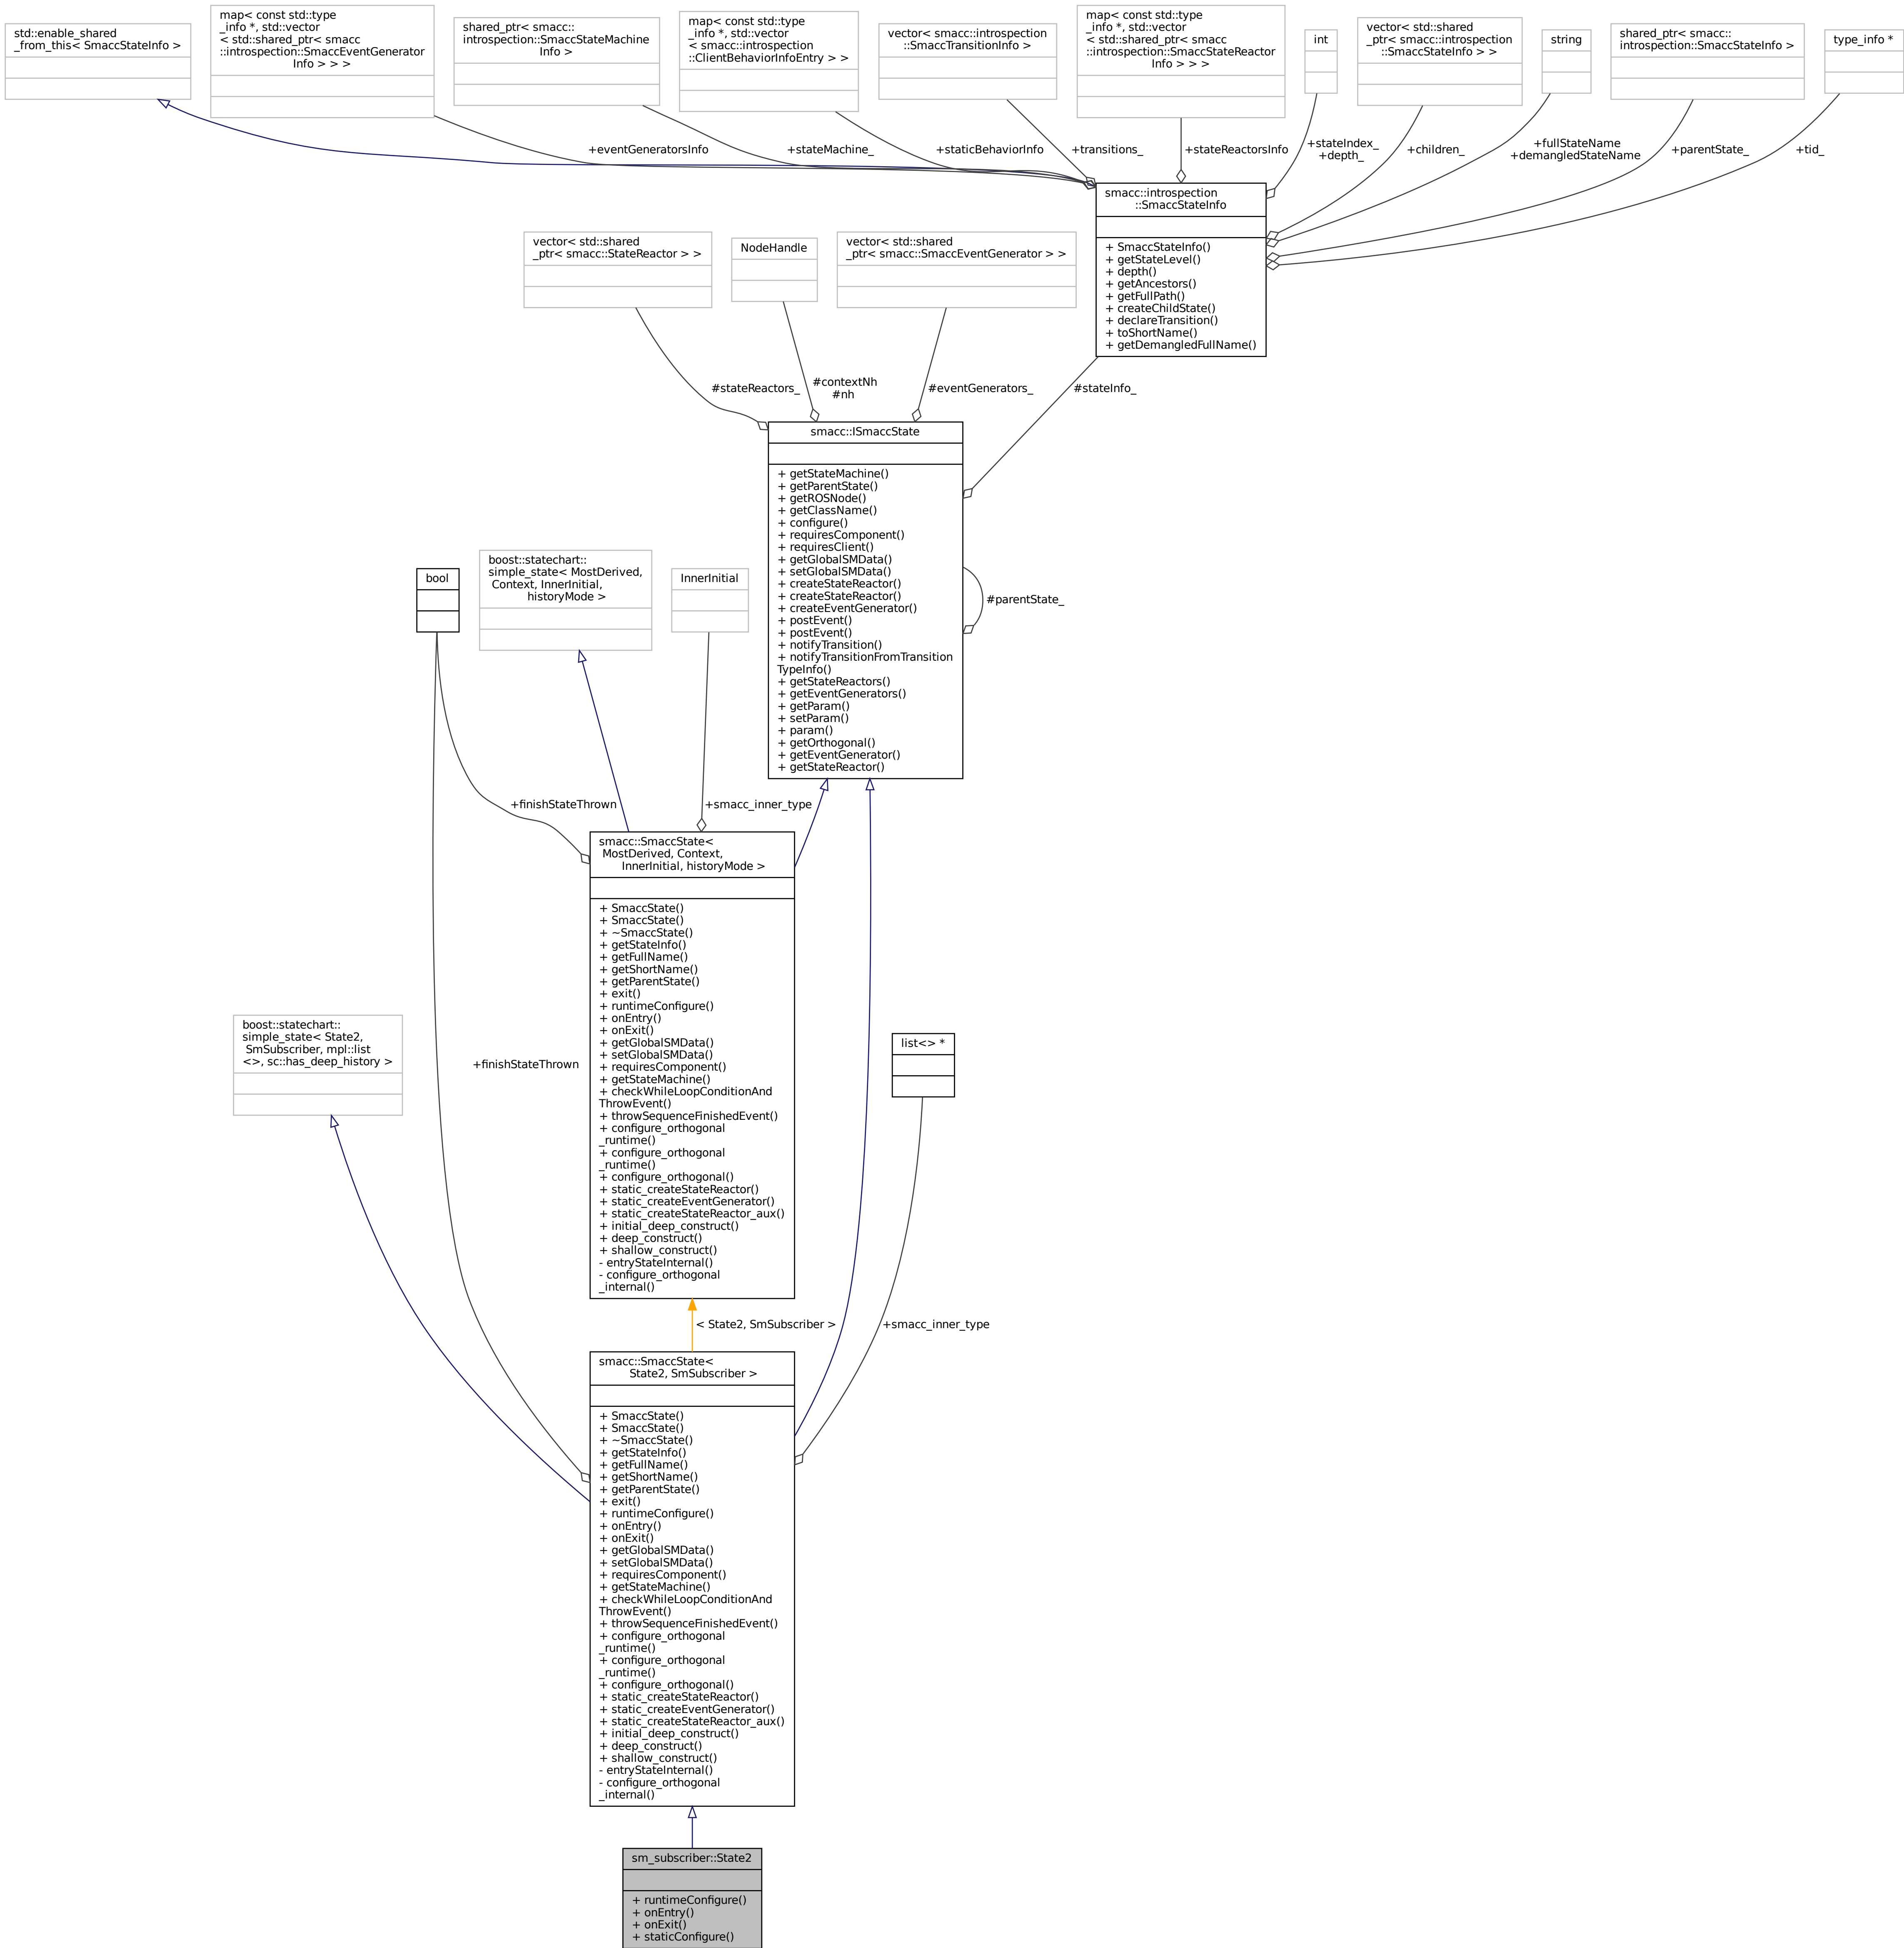 std::enable_shared
_from_this< SmaccStateInfo >
map< const std::type
_info *, std::vector
< std::shared_ptr< smacc
::introspection::SmaccEventGenerator
Info > > >
shared_ptr< smacc::
introspection::SmaccStateMachine
Info >
map< const std::type
_info *, std::vector
< smacc::introspection
::ClientBehaviorInfoEntry > >
vector< smacc::introspection
::SmaccTransitionInfo >
map< const std::type
_info *, std::vector
< std::shared_ptr< smacc
::introspection::SmaccStateReactor
Info > > >
int
vector< std::shared
_ptr< smacc::introspection
::SmaccStateInfo > >
string
shared_ptr< smacc::
introspection::SmaccStateInfo >
type_info *
+eventGeneratorsInfo
+stateMachine_
+staticBehaviorInfo
+transitions_
+stateReactorsInfo
+stateIndex_
+depth_
+children_
+fullStateName
+demangledStateName
+parentState_
+tid_
smacc::introspection
::SmaccStateInfo
+ SmaccStateInfo()
+ getStateLevel()
+ depth()
+ getAncestors()
+ getFullPath()
+ createChildState()
+ declareTransition()
+ toShortName()
+ getDemangledFullName()
vector< std::shared
_ptr< smacc::StateReactor > >
NodeHandle
vector< std::shared
_ptr< smacc::SmaccEventGenerator > >
#stateReactors_
#contextNh
#nh
#eventGenerators_
#stateInfo_
smacc::ISmaccState
+ getStateMachine()
+ getParentState()
+ getROSNode()
+ getClassName()
+ configure()
+ requiresComponent()
+ requiresClient()
+ getGlobalSMData()
+ setGlobalSMData()
+ createStateReactor()
+ createStateReactor()
+ createEventGenerator()
+ postEvent()
+ postEvent()
+ notifyTransition()
+ notifyTransitionFromTransition
TypeInfo()
+ getStateReactors()
+ getEventGenerators()
+ getParam()
+ setParam()
+ param()
+ getOrthogonal()
+ getEventGenerator()
+ getStateReactor()
#parentState_
bool
boost::statechart::
simple_state< MostDerived,
Context, InnerInitial,
historyMode >
InnerInitial
+finishStateThrown
+smacc_inner_type
smacc::SmaccState<
MostDerived, Context,
InnerInitial, historyMode >
+ SmaccState()
+ SmaccState()
+ ~SmaccState()
+ getStateInfo()
+ getFullName()
+ getShortName()
+ getParentState()
+ exit()
+ runtimeConfigure()
+ onEntry()
+ onExit()
+ getGlobalSMData()
+ setGlobalSMData()
+ requiresComponent()
+ getStateMachine()
+ checkWhileLoopConditionAnd
ThrowEvent()
+ throwSequenceFinishedEvent()
+ configure_orthogonal
_runtime()
+ configure_orthogonal
_runtime()
+ configure_orthogonal()
+ static_createStateReactor()
+ static_createEventGenerator()
+ static_createStateReactor_aux()
+ initial_deep_construct()
+ deep_construct()
+ shallow_construct()
- entryStateInternal()
- configure_orthogonal
_internal()
boost::statechart::
simple_state< State2,
SmSubscriber, mpl::list
<>, sc::has_deep_history >
+finishStateThrown
list<> *
< State2, SmSubscriber >
+smacc_inner_type
smacc::SmaccState<
State2, SmSubscriber >
+ SmaccState()
+ SmaccState()
+ ~SmaccState()
+ getStateInfo()
+ getFullName()
+ getShortName()
+ getParentState()
+ exit()
+ runtimeConfigure()
+ onEntry()
+ onExit()
+ getGlobalSMData()
+ setGlobalSMData()
+ requiresComponent()
+ getStateMachine()
+ checkWhileLoopConditionAnd
ThrowEvent()
+ throwSequenceFinishedEvent()
+ configure_orthogonal
_runtime()
+ configure_orthogonal
_runtime()
+ configure_orthogonal()
+ static_createStateReactor()
+ static_createEventGenerator()
+ static_createStateReactor_aux()
+ initial_deep_construct()
+ deep_construct()
+ shallow_construct()
- entryStateInternal()
- configure_orthogonal
_internal()
sm_subscriber::State2
+ runtimeConfigure()
+ onEntry()
+ onExit()
+ staticConfigure()